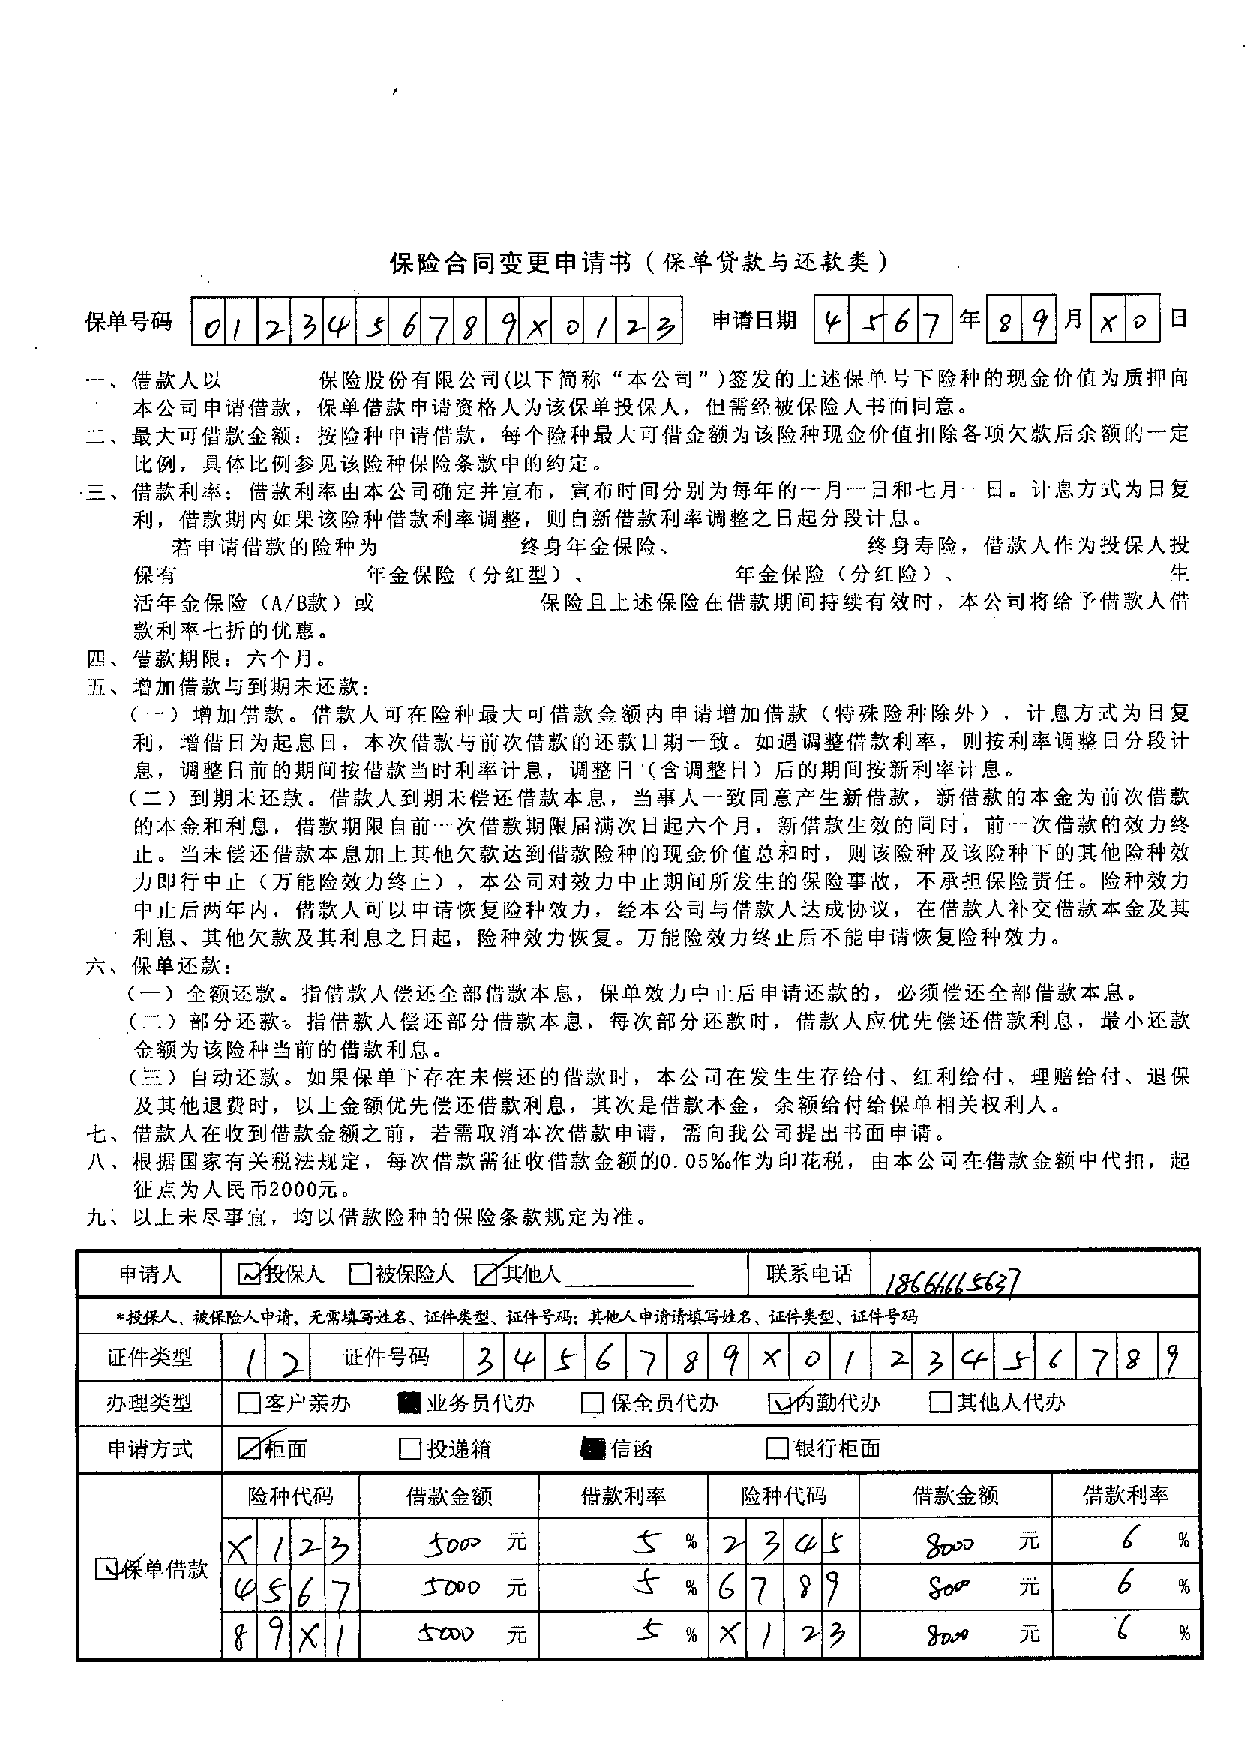 保险合同变更申请书（保单贷款与还款类）
保单号码 0 1 2 3 4 5 6 7 8 9 X 0 1 2 3 申请日期 4 5 6 7 年 8 9 月 X 0 日
一、借款人以 保险股份有限公司(以下简称“本公司”)签发的上述保单号下险种的现金价值为质押向
本公司申请借款，保单借款申请资格人为该保单投保人，但需经被保险人书面同意。
二、最大可借款金额：按险种申请借款，每个险种最大可借金额为该险种现金价值扣除各项欠款后余额的一定
比例，具体比例参见该险种保险条款中的约定。
三、借款利率：借款利率由本公司确定并宣布，宣布时间分别为每年的一月一日和七月一日。计息方式为日复
利，借款期内如果该险种借款利率调整，则自新借款利率调整之日起分段计息。
若申请借款的险种为 终身年金保险、 终身寿险，借款人作为投保人投
保有 年金保险（分红型）、 年金保险（分红险）、 生
活年金保险（A/B款）或 保险且上述保险在借款期间持续有效时，本公司将给予借款人借
款利率七折的优惠。
四、借款期限：六个月。
五、增加借款与到期未还款：
（一）增加借款。借款人可在险种最大可借款金额内申请增加借款（特殊险种除外），计息方式为日复
利，增借日为起息日，本次借款与前次借款的还款日期一致。如遇调整借款利率，则按利率调整日分段计
息，调整日前的期间按借款当时利率计息，调整日（含调整日）后的期间按新利率计息。
（二）到期未还款。借款人到期未偿还借款本息，当事人一致同意产生新借款，新借款的本金为前次借款
的本金和利息，借款期限自前一次借款期限届满次日起六个月，新借款生效的同时，前一次借款的效力终
止。当未偿还借款本息加上其他欠款达到借款险种的现金价值总和时，则该险种及该险种下的其他险种效
力即行中止（万能险效力终止），本公司对效力中止期间所发生的保险事故，不承担保险责任。险种效力
中止后两年内，借款人可以申请恢复险种效力，经本公司与借款人达成协议，在借款人补交借款本金及其
利息、其他欠款及其利息之日起，险种效力恢复。万能险效力终止后不能申请恢复险种效力。
六、保单还款：
（一）全额还款。指借款人偿还全部借款本息，保单效力中止后申请还款的，必须偿还全部借款本息。
（二）部分还款。指借款人偿还部分借款本息，每次部分还款时，借款人应优先偿还借款利息，最小还款
金额为该险种当前的借款利息。
（三）自动还款。如果保单下存在未偿还的借款时，本公司在发生生存给付、红利给付、理赔给付、退保
及其他退费时，以上金额优先偿还借款利息，其次是借款本金，余额给付给保单相关权利人。
七、借款人在收到借款金额之前，若需取消本次借款申请，需向我公司提出书面申请。
八、根据国家有关税法规定，每次借款需征收借款金额的0.05‰作为印花税，由本公司在借款金额中代扣，起
征点为人民币2000元。
九、以上未尽事宜，均以借款险种的保险条款规定为准。
申请人 ☑投保人 □被保险人 ☑其他人 联系电话 18666665637
*投保人、被保险人申请，无需填写姓名、证件类型、证件号码；其他人申请请填写姓名、证件类型、证件号码
证件类型 1 2 证件号码 3 4 5 6 7 8 9 X 0 1 2 3 4 5 6 7 8 9
办理类型 □客户亲办 ■业务员代办 □保全员代办 ☑内勤代办 □其他人代办
申请方式 ☑柜面 □投递箱 ■信函 □银行柜面
险种代码 借款金额 借款利率 险种代码 借款金额 借款利率
X 1 2 3 5000 元 5 % 2 3 4 5 8000 元 6 %
☑保单借款 4 5 6 7 5000 元 5 % 6 7 8 9 8000 元 6 %
8 9 X 1 5000 元 5 % X 1 2 3 8000 元 6 %